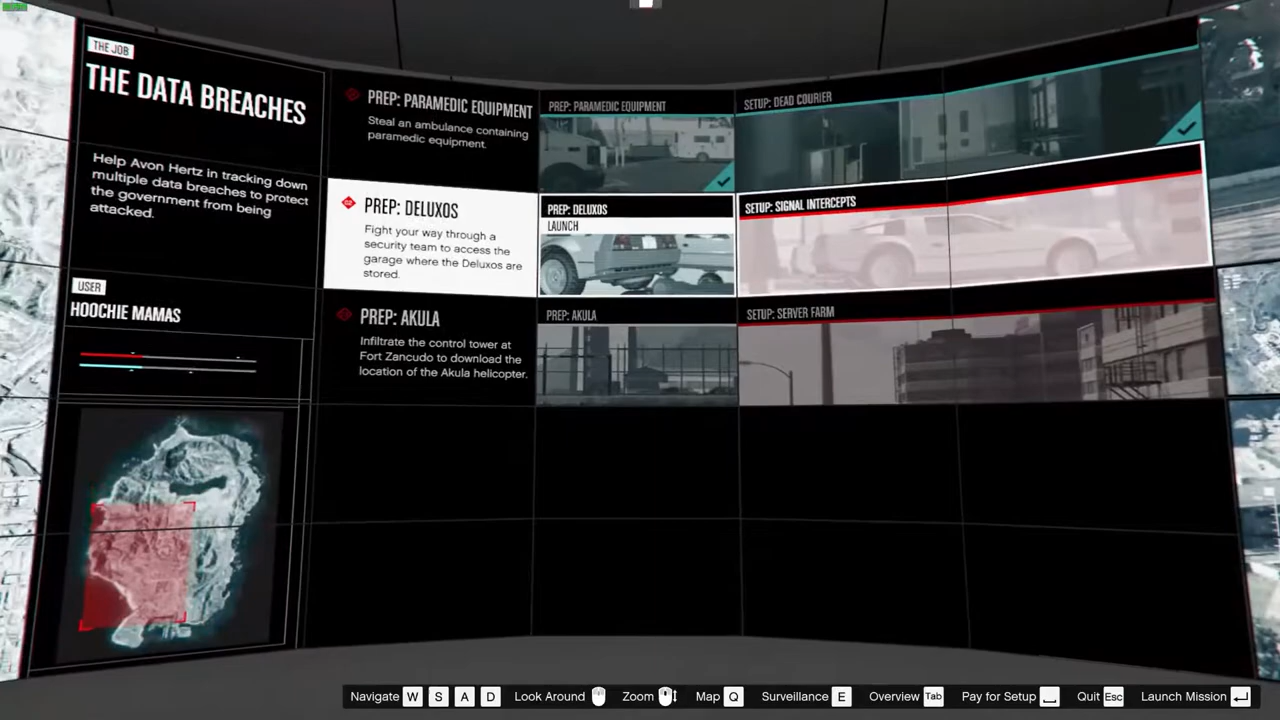 THE JOB
THE DATA BREACHES
Help Avon Hertz in tracking down
multiple data breaches to protect
the government from being
attacked.
USER
HOOCHIE MAMAS
PREP: PARAMEDIC EQUIPMENT
Steal an ambulance containing
paramedic equipment.
PREP: DELUXOS
Fight your way through a
security team to access the
garage where the Deluxos are
stored.
PREP: AKULA
Infiltrate the control tower at
Fort Zancudo to download the
location of the Akula helicopter.
PREP: PARAMEDIC EQUIPMENT
PREP: DELUXOS
LAUNCH
PREP: AKULA
SETUP: DEAD COURIER
SETUP: SIGNAL INTERCEPTS
SETUP: SERVER FARM
Navigate W S A D Look Around Zoom Map Q Surveillance E Overview Tab Pay for Setup Quit Esc Launch Mission